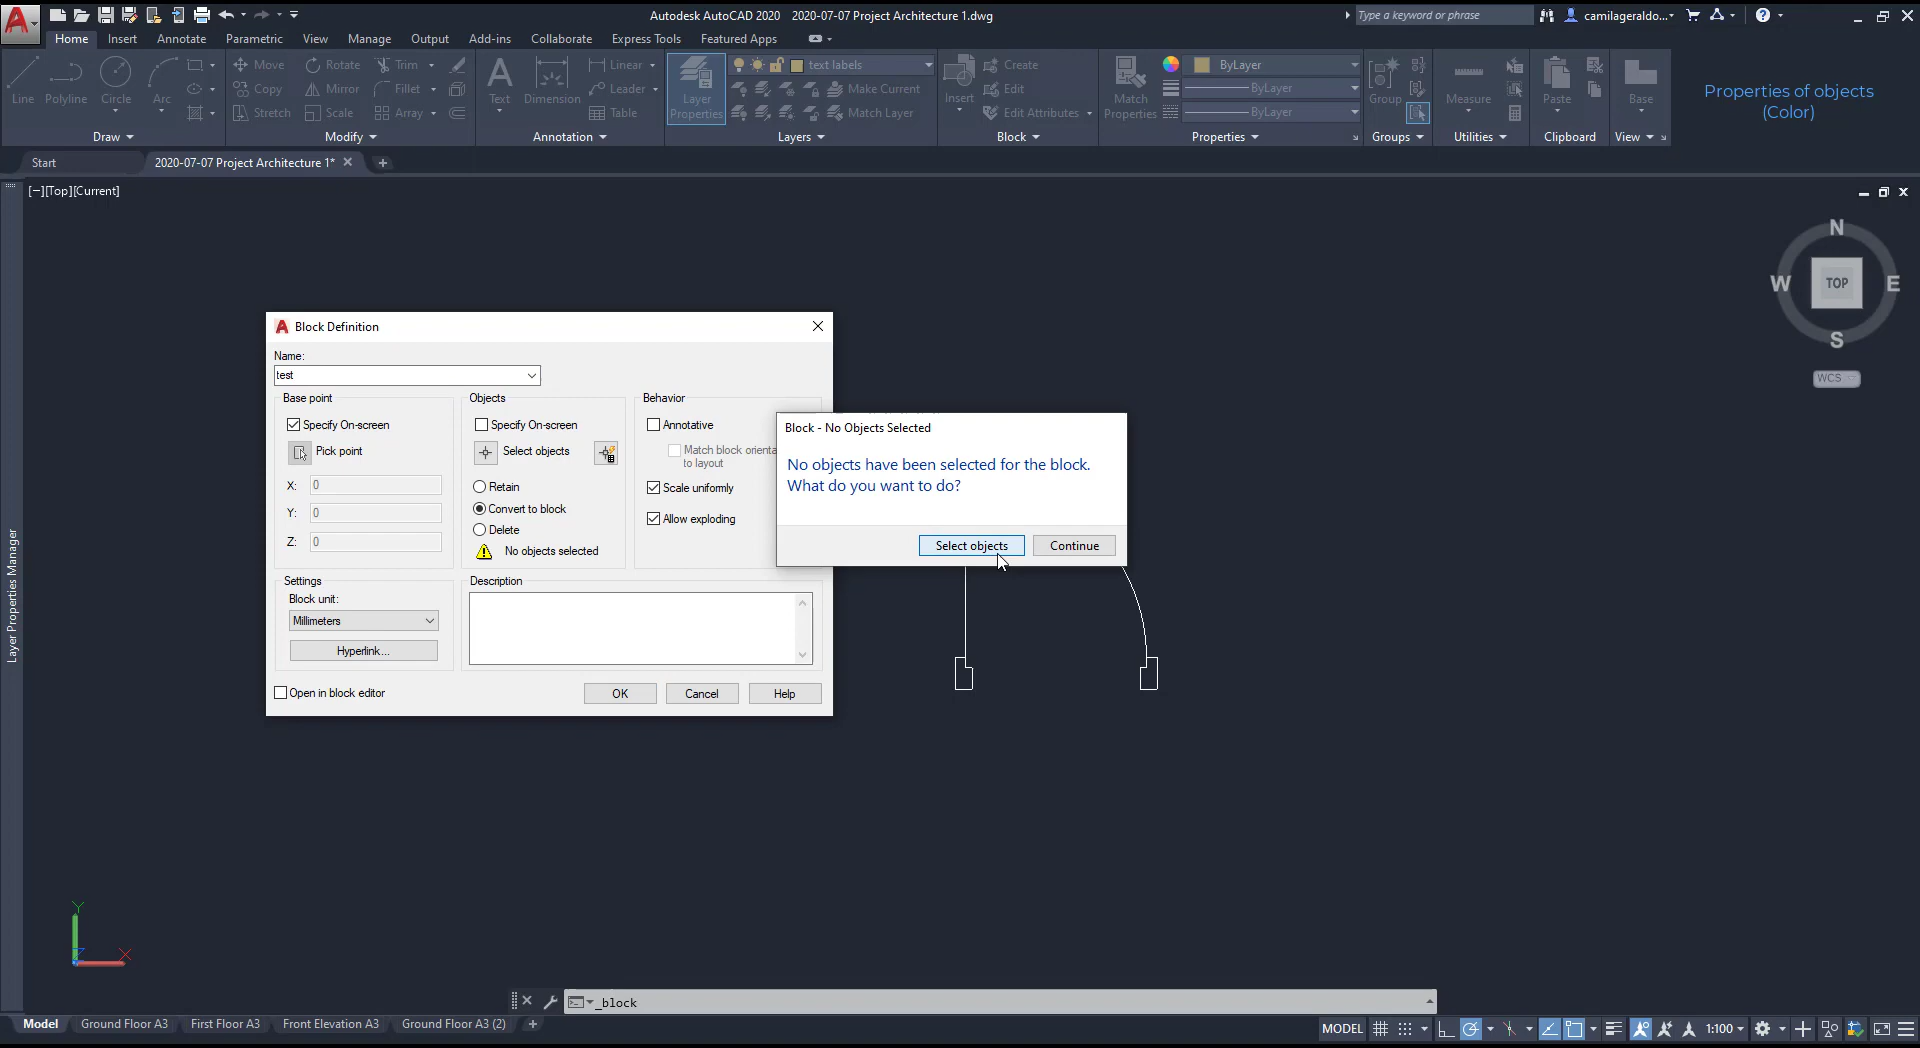 Autodesk AutoCAD 2020 2020-07-07 Project Architecture 1.dwg
Type a keyword or phrase
camilageraldo...
Home Insert Annotate Parametric View Manage Output Add-ins Collaborate Express Tools Featured Apps
Line
Polyline
Circle
Arc
Draw
Move
Rotate
Trim
Copy
Mirror
Fillet
Stretch
Scale
Array
Modify
Text
Dimension
Linear
Leader
Table
Annotation
Layer
Properties
text labels
Make Current
Match Layer
Layers
Insert
Create
Edit
Edit Attributes
Block
Match
Properties
ByLayer
ByLayer
ByLayer
Properties
Group
Groups
Measure
Utilities
Paste
Clipboard
Base
View
Properties of objects
(Color)
Start
2020-07-07 Project Architecture 1*
[−][Top][Current]
N
W
TOP
E
S
WCS
Layer Properties Manager
Block Definition
Name:
test
Base point
Specify On-screen
Pick point
X: 0
Y: 0
Z: 0
Objects
Specify On-screen
Select objects
Retain
Convert to block
Delete
No objects selected
Behavior
Annotative
Match block orienta
to layout
Scale uniformly
Allow exploding
Settings
Block unit:
Millimeters
Hyperlink...
Description
Open in block editor
OK
Cancel
Help
Block - No Objects Selected
No objects have been selected for the block.
What do you want to do?
Select objects
Continue
Y
X
Z
_block
Model Ground Floor A3 First Floor A3 Front Elevation A3 Ground Floor A3 (2)
MODEL
1:100